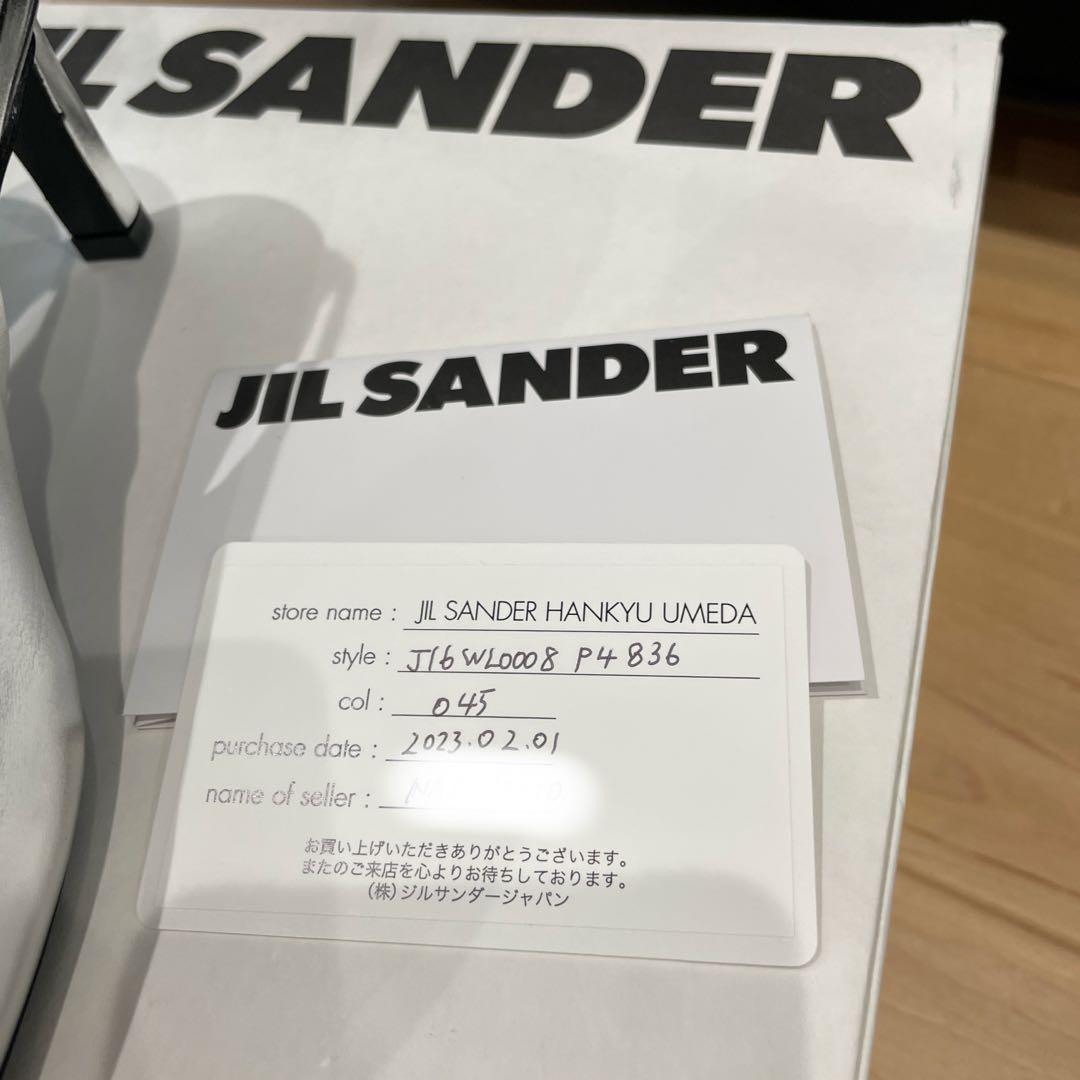 JIL SANDER
JIL SANDER
store name : JIL SANDER HANKYU UMEDA
style : J16WL0008 P4836
col : 045
purchase date : 2023.02.01
name of seller :
お買い上げいただきありがとうございます。
またのご来店を心よりお待ちしております。
(株)ジルサンダージャパン